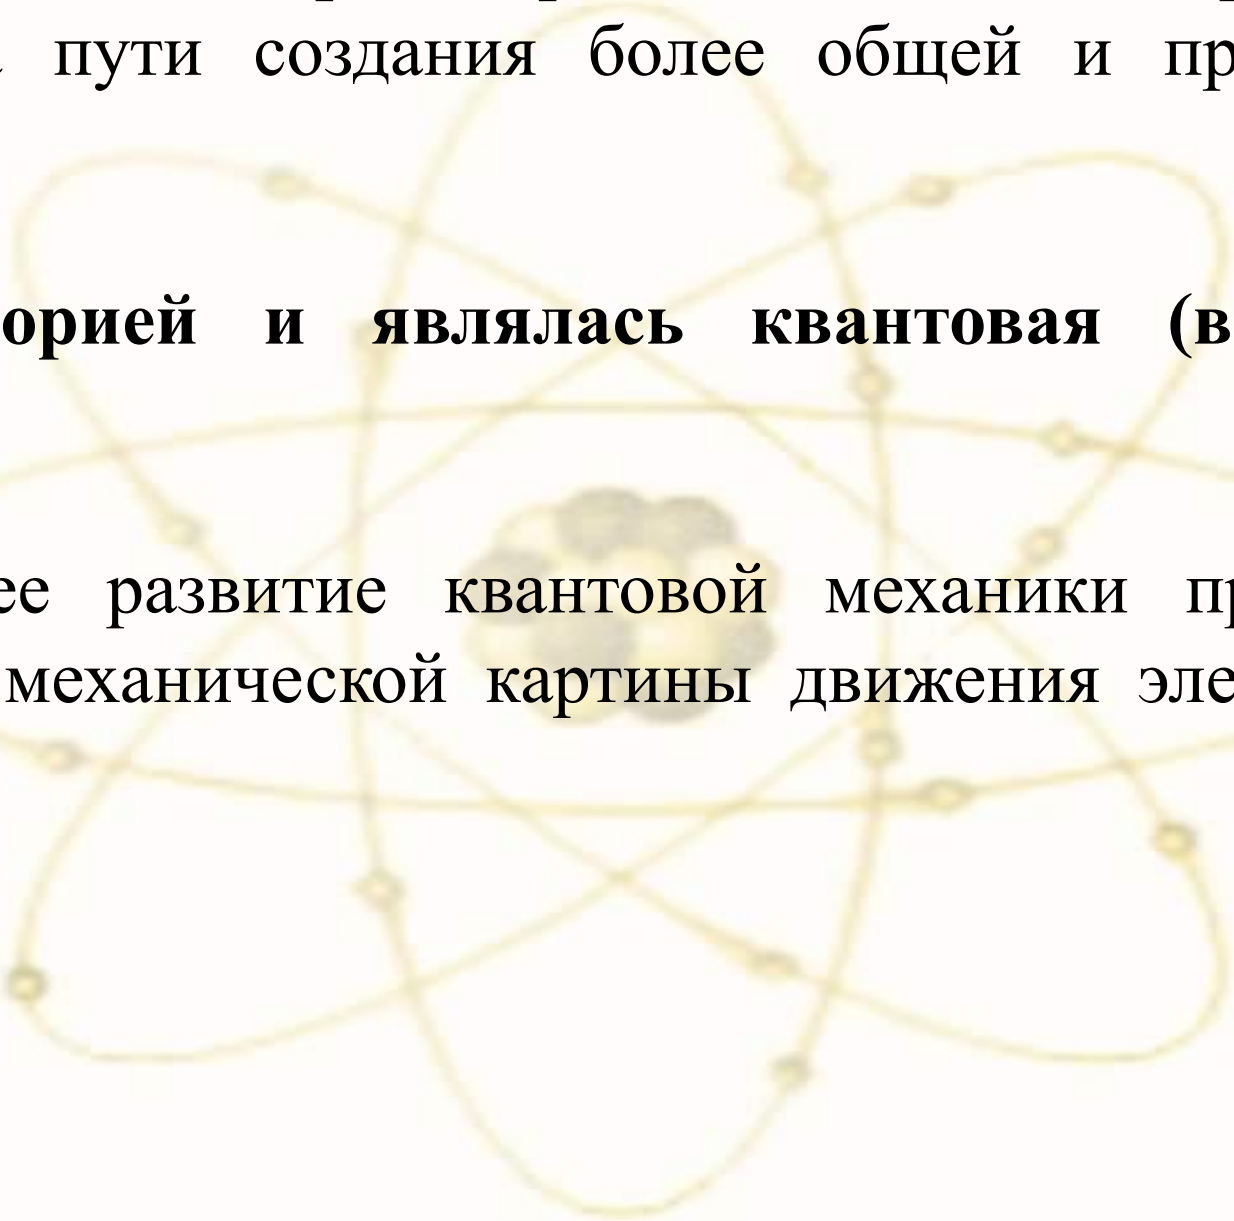 пути создания более общей и пр
орией и являлась квантовая (в
ее развитие квантовой механики пр
механической картины движения эле